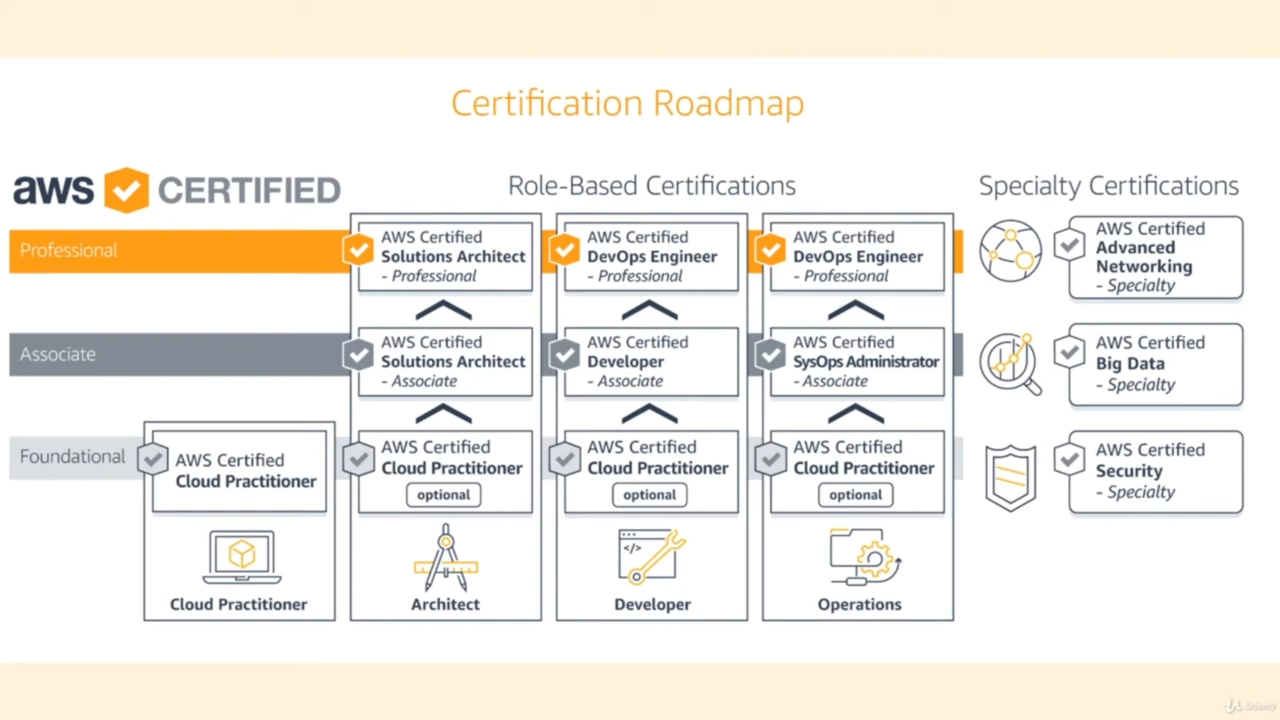 Certification Roadmap
aws CERTIFIED
Role-Based Certifications
Specialty Certifications
Professional
AWS Certified
Solutions Architect
- Professional
AWS Certified
DevOps Engineer
- Professional
AWS Certified
DevOps Engineer
- Professional
AWS Certified
Advanced
Networking
- Specialty
Associate
AWS Certified
Solutions Architect
- Associate
AWS Certified
Developer
- Associate
AWS Certified
SysOps Administrator
- Associate
AWS Certified
Big Data
- Specialty
Foundational
AWS Certified
Cloud Practitioner
AWS Certified
Cloud Practitioner
optional
AWS Certified
Cloud Practitioner
optional
AWS Certified
Cloud Practitioner
optional
AWS Certified
Security
- Specialty
</>
Cloud Practitioner
Architect
Developer
Operations
Udemy